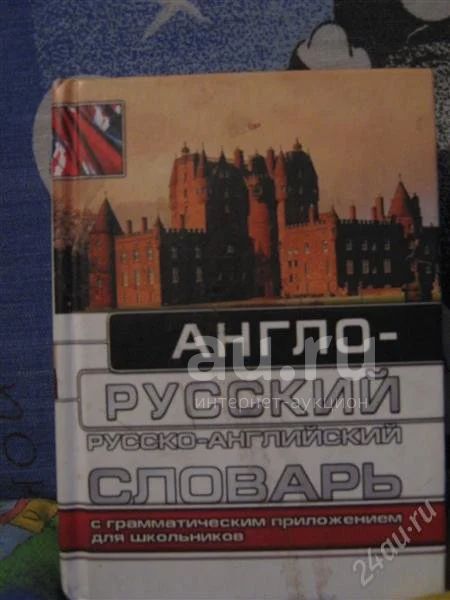 АНГЛО-
au.ru
РУССКИЙ
интернет-аукцион
РУССКО-АНГЛИЙСКИЙ
СЛОВАРЬ
с грамматическим приложением
для школьников
24au.ru